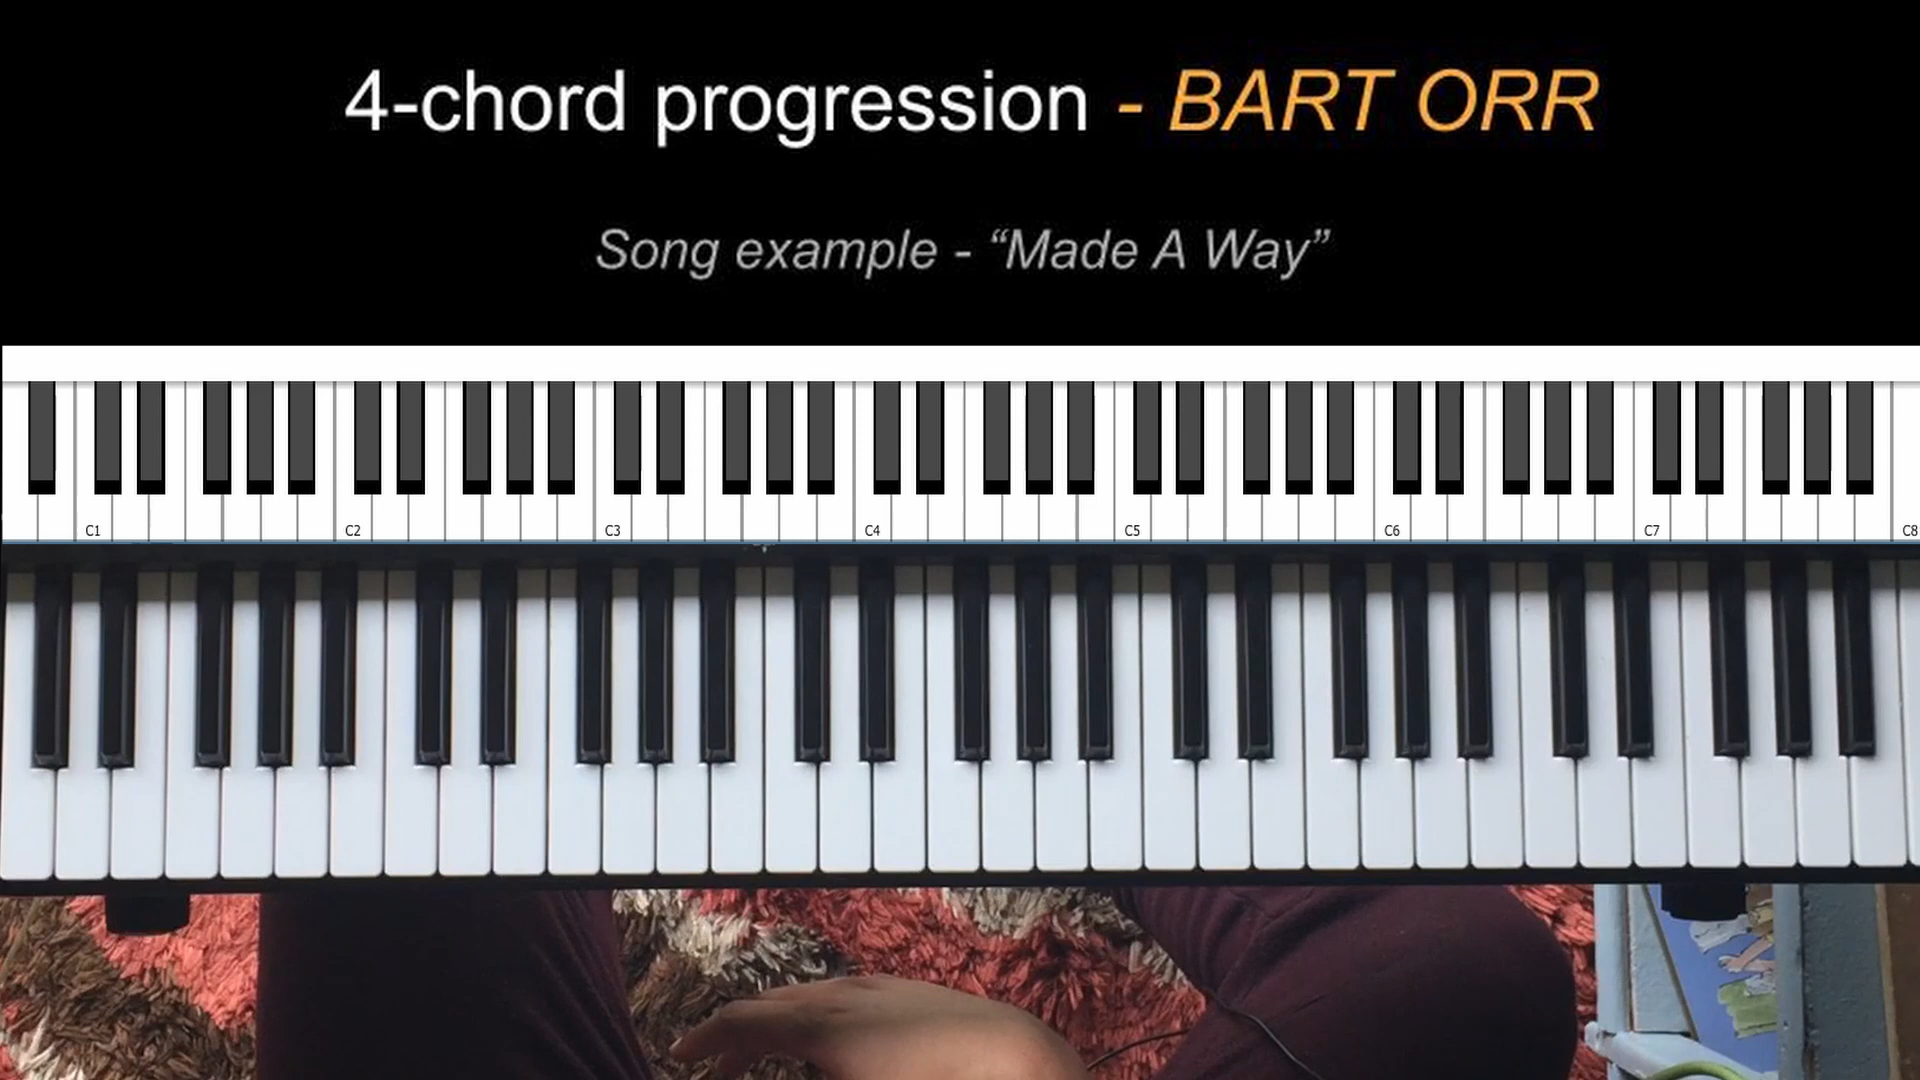 4-chord progression - BART ORR
Song example - “Made A Way”
C1 C2 C3 C4 C5 C6 C7 C8